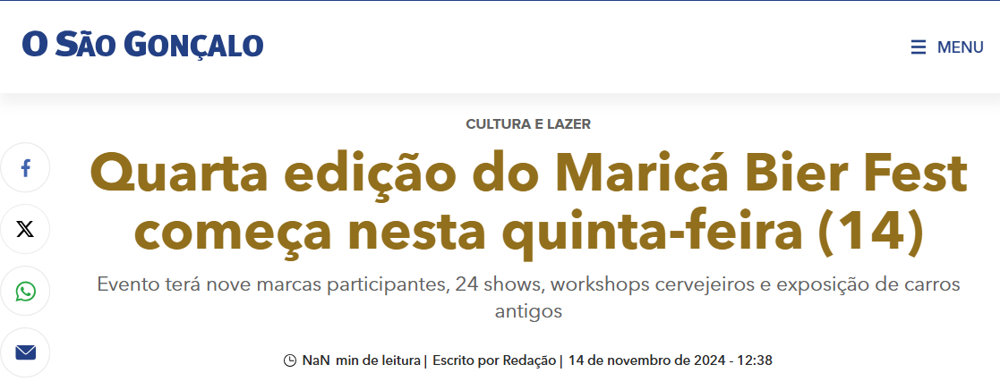 O SÃO GONÇALO
MENU
CULTURA E LAZER
Quarta edição do Maricá Bier Fest
começa nesta quinta-feira (14)
Evento terá nove marcas participantes, 24 shows, workshops cervejeiros e exposição de carros
antigos
NaN min de leitura | Escrito por Redação | 14 de novembro de 2024 - 12:38